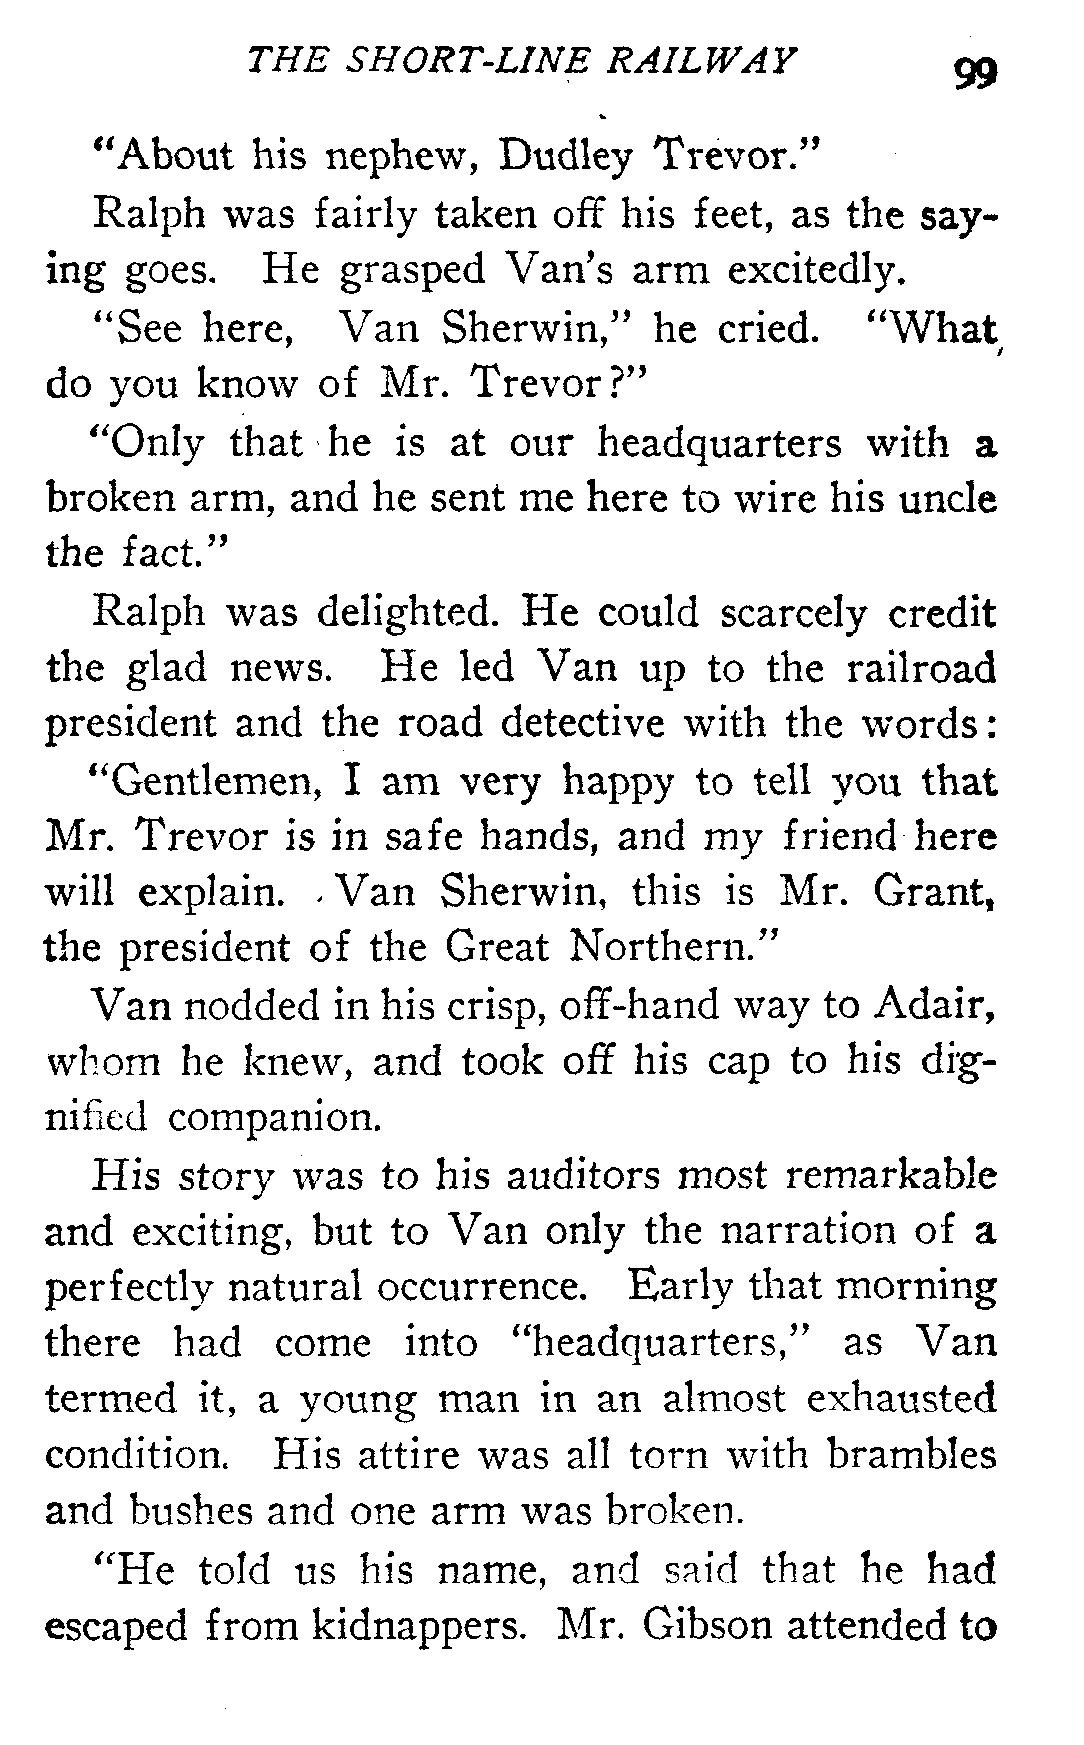 THE SHORT-LINE RAILWAY 99
"About his nephew, Dudley Trevor."
Ralph was fairly taken off his feet, as the say-
ing goes. He grasped Van's arm excitedly.
"See here, Van Sherwin," he cried. "What
do you know of Mr. Trevor?"
"Only that he is at our headquarters with a
broken arm, and he sent me here to wire his uncle
the fact."
Ralph was delighted. He could scarcely credit
the glad news. He led Van up to the railroad
president and the road detective with the words:
"Gentlemen, I am very happy to tell you that
Mr. Trevor is in safe hands, and my friend here
will explain. Van Sherwin, this is Mr. Grant,
the president of the Great Northern."
Van nodded in his crisp, off-hand way to Adair,
whom he knew, and took off his cap to his dig-
nified companion.
His story was to his auditors most remarkable
and exciting, but to Van only the narration of a
perfectly natural occurrence. Early that morning
there had come into "headquarters," as Van
termed it, a young man in an almost exhausted
condition. His attire was all torn with brambles
and bushes and one arm was broken.
"He told us his name, and said that he had
escaped from kidnappers. Mr. Gibson attended to